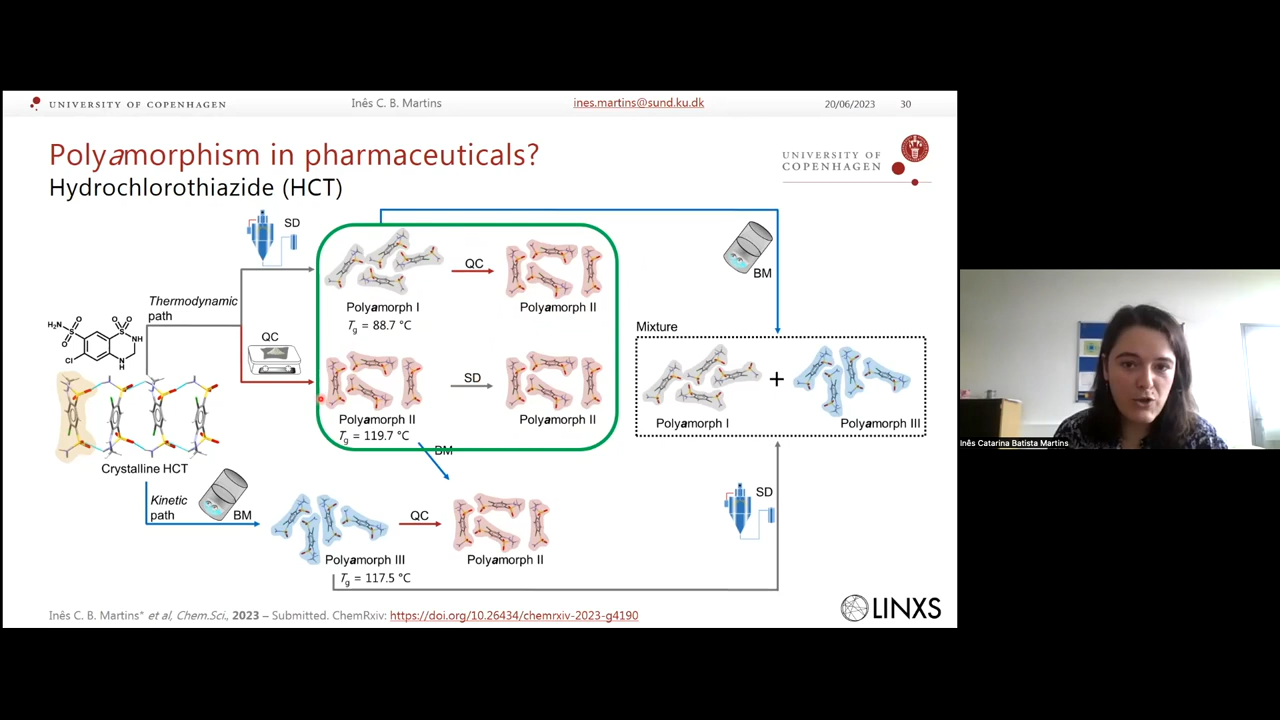 UNIVERSITY OF COPENHAGEN
Inês C. B. Martins
ines.martins@sund.ku.dk
20/06/2023
30
Polyamorphism in pharmaceuticals?
Hydrochlorothiazide (HCT)
UNIVERSITY OF
COPENHAGEN
SD
Thermodynamic
path
QC
Polyamorph I
Tg = 88.7 °C
QC
Polyamorph II
Polyamorph II
Tg = 119.7 °C
SD
Polyamorph II
BM
BM
Mixture
Polyamorph I
+
Polyamorph III
H₂N
S
O
O
O
O
S
NH
N
H
Cl
Crystalline HCT
Kinetic
path
BM
Polyamorph III
Tg = 117.5 °C
QC
Polyamorph II
SD
Inês C. B. Martins* et al, Chem.Sci., 2023 – Submitted. ChemRxiv: https://doi.org/10.26434/chemrxiv-2023-g4190
LINXS
Inês Catarina Batista Martins